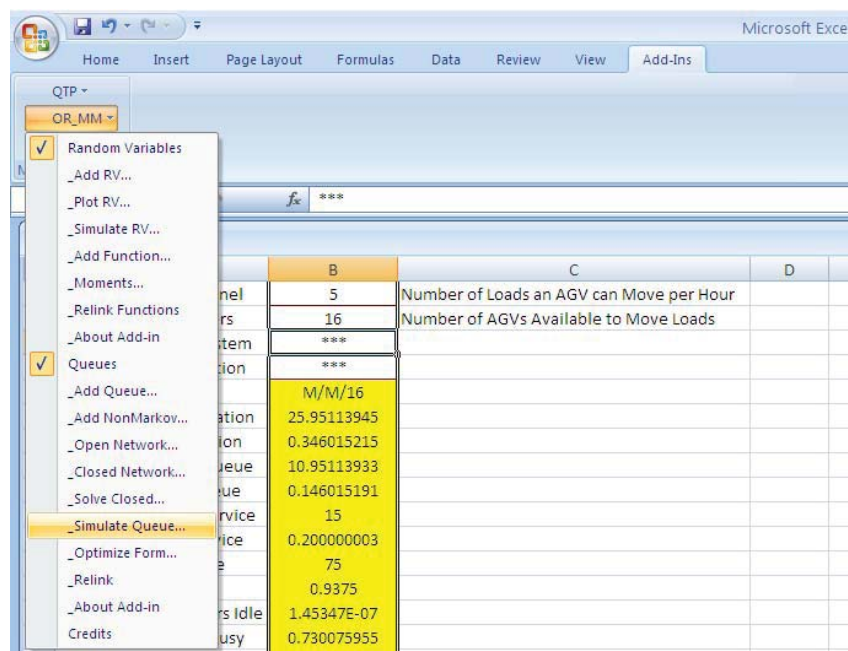 Microsoft Exce
Home Insert Page Layout Formulas Data Review View Add-Ins
QTP
OR_MM
Random Variables
_Add RV...
_Plot RV...
_Simulate RV...
_Add Function...
_Moments...
_Relink Functions
_About Add-in
Queues
_Add Queue...
_Add NonMarkov...
_Open Network...
_Closed Network...
_Solve Closed...
_Simulate Queue...
_Optimize Form...
_Relink
_About Add-in
Credits
fx ***
B C D
nel 5 Number of Loads an AGV can Move per Hour
rs 16 Number of AGVs Available to Move Loads
stem ***
tion ***
M/M/16
ation 25.95113945
ion 0.346015215
ueue 10.95113933
eue 0.146015191
rvice 15
vice 0.200000003
e 75
0.9375
rs Idle 1.45347E-07
usy 0.730075955